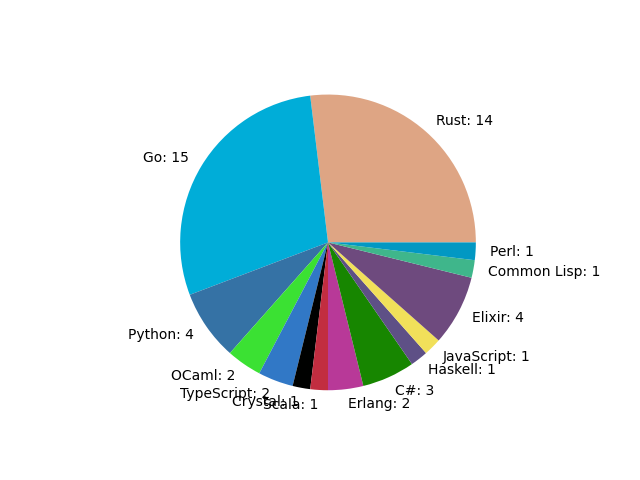 Rust: 14
Go: 15
Python: 4
OCaml: 2
TypeScript: 2
Crystal: 1
Scala: 1
Erlang: 2
C#: 3
Haskell: 1
JavaScript: 1
Elixir: 4
Common Lisp: 1
Perl: 1